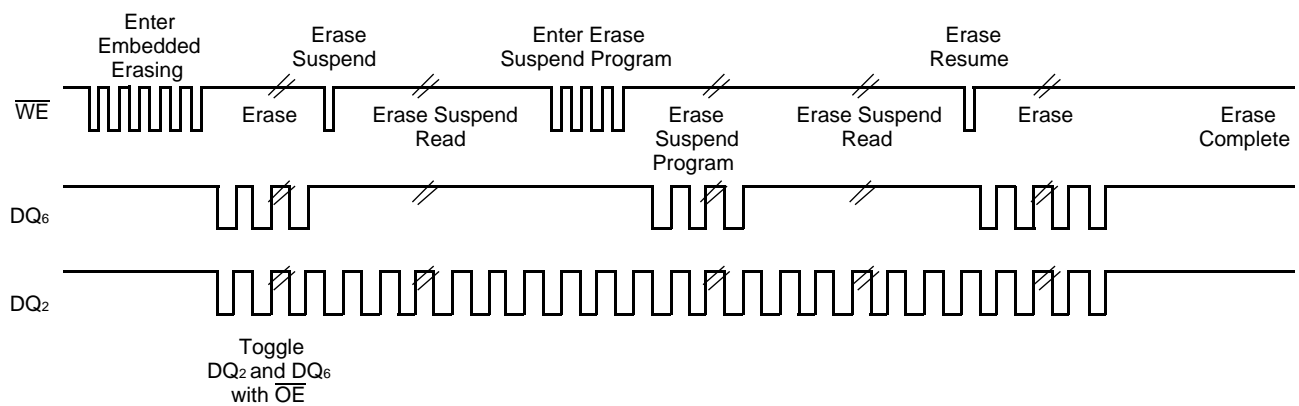 Enter
Embedded
Erasing
Erase
Suspend
Enter Erase
Suspend Program
Erase
Resume
WE
Erase
Erase Suspend
Read
Erase
Suspend
Program
Erase Suspend
Read
Erase
Erase
Complete
DQ6
DQ2
Toggle
DQ2 and DQ6
with OE